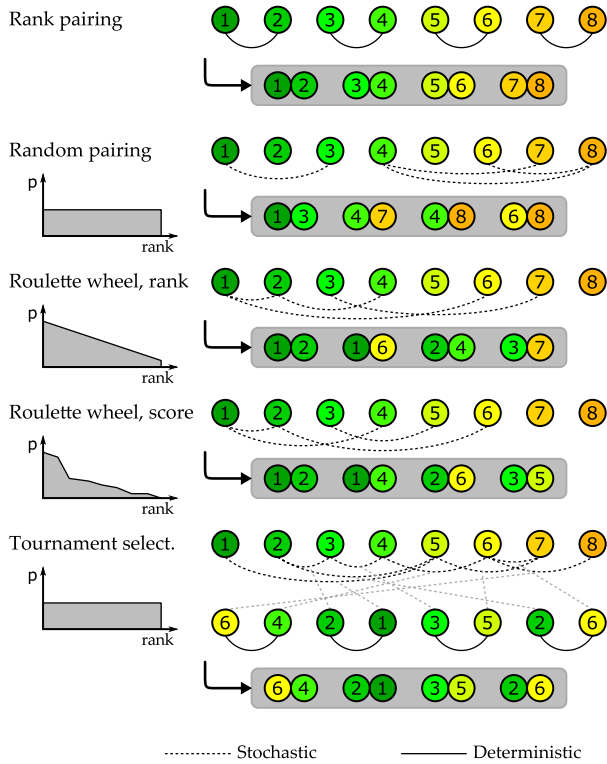 Rank pairing
1 2 3 4 5 6 7 8
1 2 3 4 5 6 7 8
Random pairing
1 2 3 4 5 6 7 8
p
rank
1 3 4 7 4 8 6 8
Roulette wheel, rank
1 2 3 4 5 6 7 8
p
rank
1 2 1 6 2 4 3 7
Roulette wheel, score
1 2 3 4 5 6 7 8
p
rank
1 2 1 4 2 6 3 5
Tournament select.
1 2 3 4 5 6 7 8
p
rank
6 4 2 1 3 5 2 6
6 4 2 1 3 5 2 6
Stochastic
Deterministic